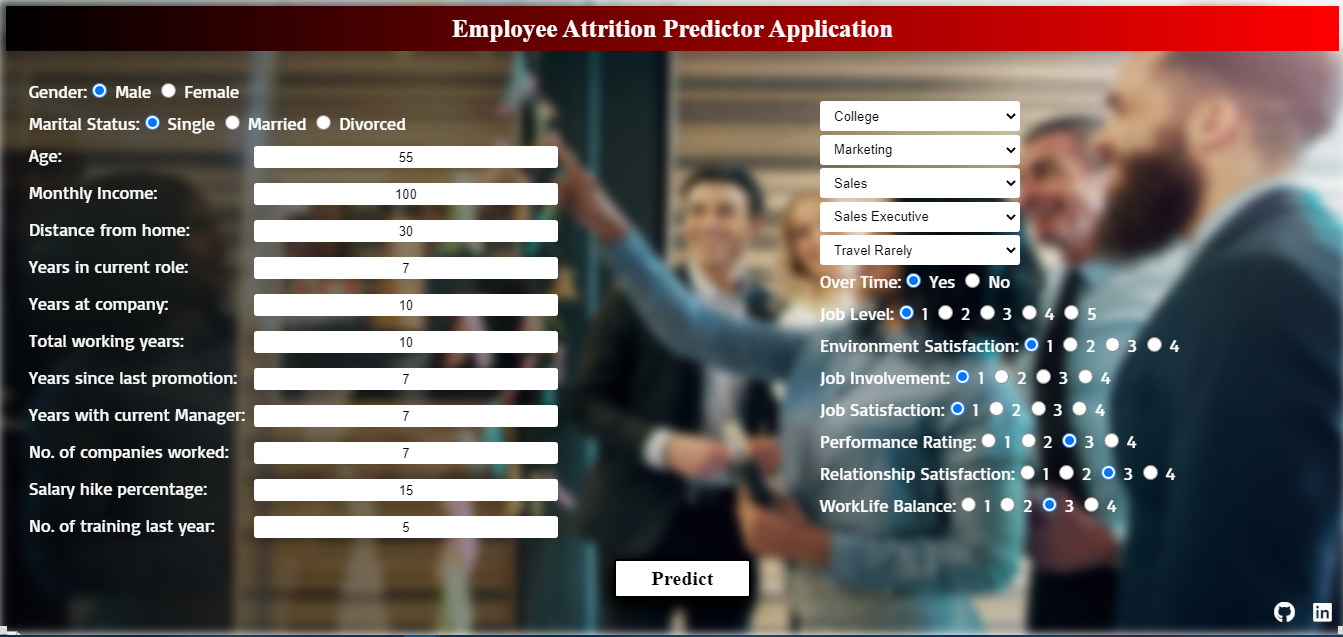 Employee Attrition Predictor Application
Gender: Male Female
Marital Status: Single Married Divorced
Age: 55
Monthly Income: 100
Distance from home: 30
Years in current role: 7
Years at company: 10
Total working years: 10
Years since last promotion: 7
Years with current Manager: 7
No. of companies worked: 7
Salary hike percentage: 15
No. of training last year: 5
College
Marketing
Sales
Sales Executive
Travel Rarely
Over Time: Yes No
Job Level: 1 2 3 4 5
Environment Satisfaction: 1 2 3 4
Job Involvement: 1 2 3 4
Job Satisfaction: 1 2 3 4
Performance Rating: 1 2 3 4
Relationship Satisfaction: 1 2 3 4
WorkLife Balance: 1 2 3 4
Predict
in